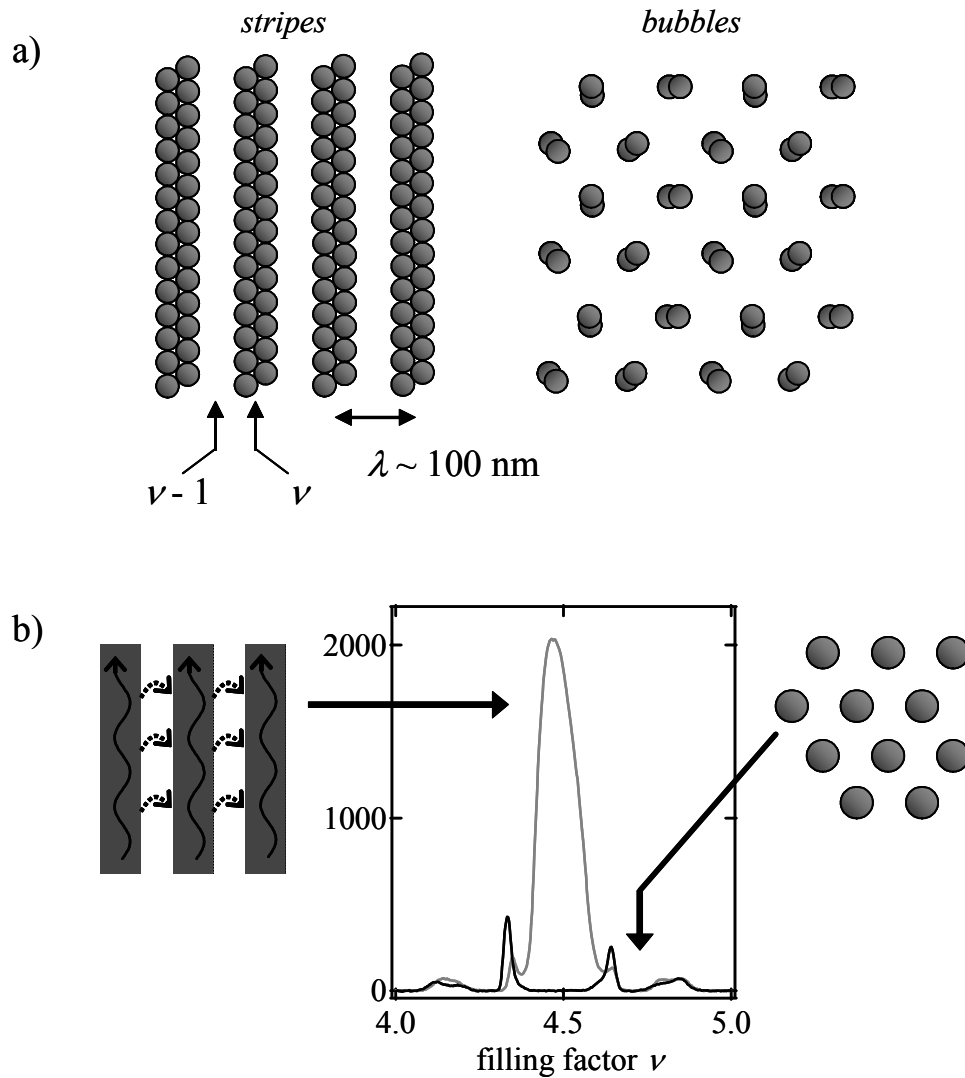 a)
stripes
bubbles
ν - 1
ν
λ ~ 100 nm
b)
2000
1000
0
4.0
4.5
5.0
filling factor ν